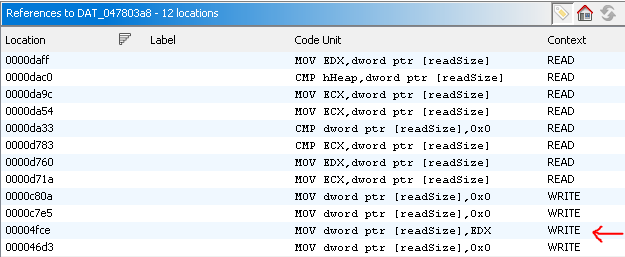 References to DAT_047803a8 - 12 locations
Location Label Code Unit Context
0000daff MOV EDX,dword ptr [readSize] READ
0000dac0 CMP hHeap,dword ptr [readSize] READ
0000da9c MOV ECX,dword ptr [readSize] READ
0000da54 MOV ECX,dword ptr [readSize] READ
0000da33 CMP dword ptr [readSize],0x0 READ
0000d783 MOV ECX,dword ptr [readSize] READ
0000d760 MOV EDX,dword ptr [readSize] READ
0000d71a MOV ECX,dword ptr [readSize] READ
0000c80a MOV dword ptr [readSize],0x0 WRITE
0000c7e5 MOV dword ptr [readSize],0x0 WRITE
00004fce MOV dword ptr [readSize],EDX WRITE
000046d3 MOV dword ptr [readSize],0x0 WRITE